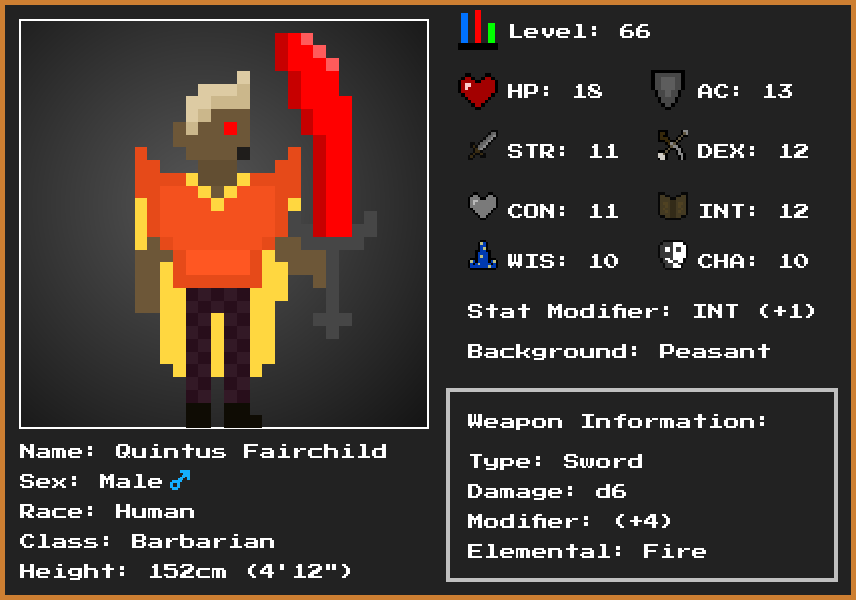 Level: 66
HP: 18 AC: 13
STR: 11 DEX: 12
CON: 11 INT: 12
WIS: 10 CHA: 10
Stat Modifier: INT (+1)
Background: Peasant
Weapon Information:
Type: Sword
Damage: d6
Modifier: (+4)
Elemental: Fire
Name: Quintus Fairchild
Sex: Male♂
Race: Human
Class: Barbarian
Height: 152cm (4'12")